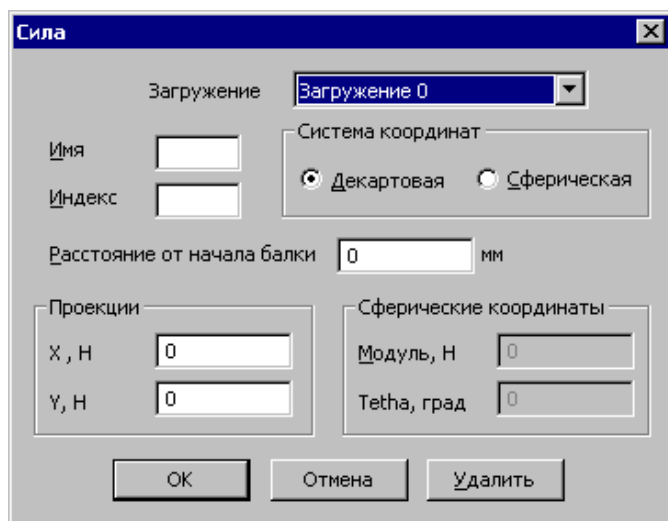 Сила
Загружение Загружение 0
Имя
Индекс
Система координат
Декартовая Сферическая
Расстояние от начала балки 0 мм
Проекции
X , Н 0
Y, Н 0
Сферические координаты
Модуль, Н 0
Tetha, град 0
OK Отмена Удалить